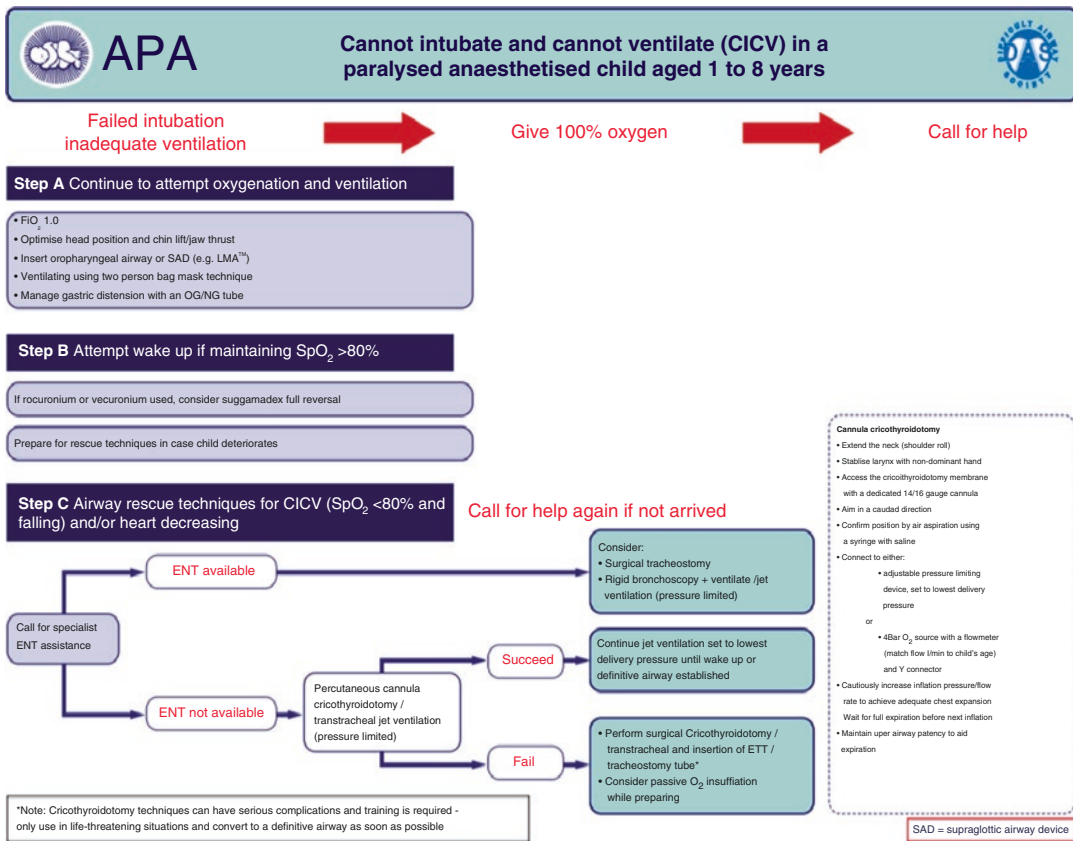 APA
Cannot intubate and cannot ventilate (CICV) in a
paralysed anaesthetised child aged 1 to 8 years
DIFFICULT AIRWAY
DAS
SOCIETY
Failed intubation
inadequate ventilation
Give 100% oxygen
Call for help
Step A Continue to attempt oxygenation and ventilation
• FiO2 1.0
• Optimise head position and chin lift/jaw thrust
• Insert oropharyngeal airway or SAD (e.g. LMA™)
• Ventilating using two person bag mask technique
• Manage gastric distension with an OG/NG tube
Step B Attempt wake up if maintaining SpO2 >80%
If rocuronium or vecuronium used, consider suggamadex full reversal
Prepare for rescue techniques in case child deteriorates
Step C Airway rescue techniques for CICV (SpO2 <80% and
falling) and/or heart decreasing
Call for help again if not arrived
Call for specialist
ENT assistance
ENT available
Consider:
• Surgical tracheostomy
• Rigid bronchoscopy + ventilate /jet
ventilation (pressure limited)
ENT not available
Percutaneous cannula
cricothyroidotomy /
transtracheal jet ventilation
(pressure limited)
Succeed
Continue jet ventilation set to lowest
delivery pressure until wake up or
definitive airway established
Fail
• Perform surgical Cricothyroidotomy /
transtracheal and insertion of ETT /
tracheostomy tube*
• Consider passive O2 insuffiation
while preparing
Cannula cricothyroidotomy
• Extend the neck (shoulder roll)
• Stablise larynx with non-dominant hand
• Access the cricoithyroidotomy membrane
with a dedicated 14/16 gauge cannula
• Aim in a caudad direction
• Confirm position by air aspiration using
a syringe with saline
• Connect to either:
• adjustable pressure limiting
device, set to lowest delivery
pressure
or
• 4Bar O2 source with a flowmeter
(match flow l/min to child's age)
and Y connector
• Cautiously increase inflation pressure/flow
rate to achieve adequate chest expansion
Wait for full expiration before next inflation
• Maintain uper airway patency to aid
expiration
*Note: Cricothyroidotomy techniques can have serious complications and training is required -
only use in life-threatening situations and convert to a definitive airway as soon as possible
SAD = supraglottic airway device